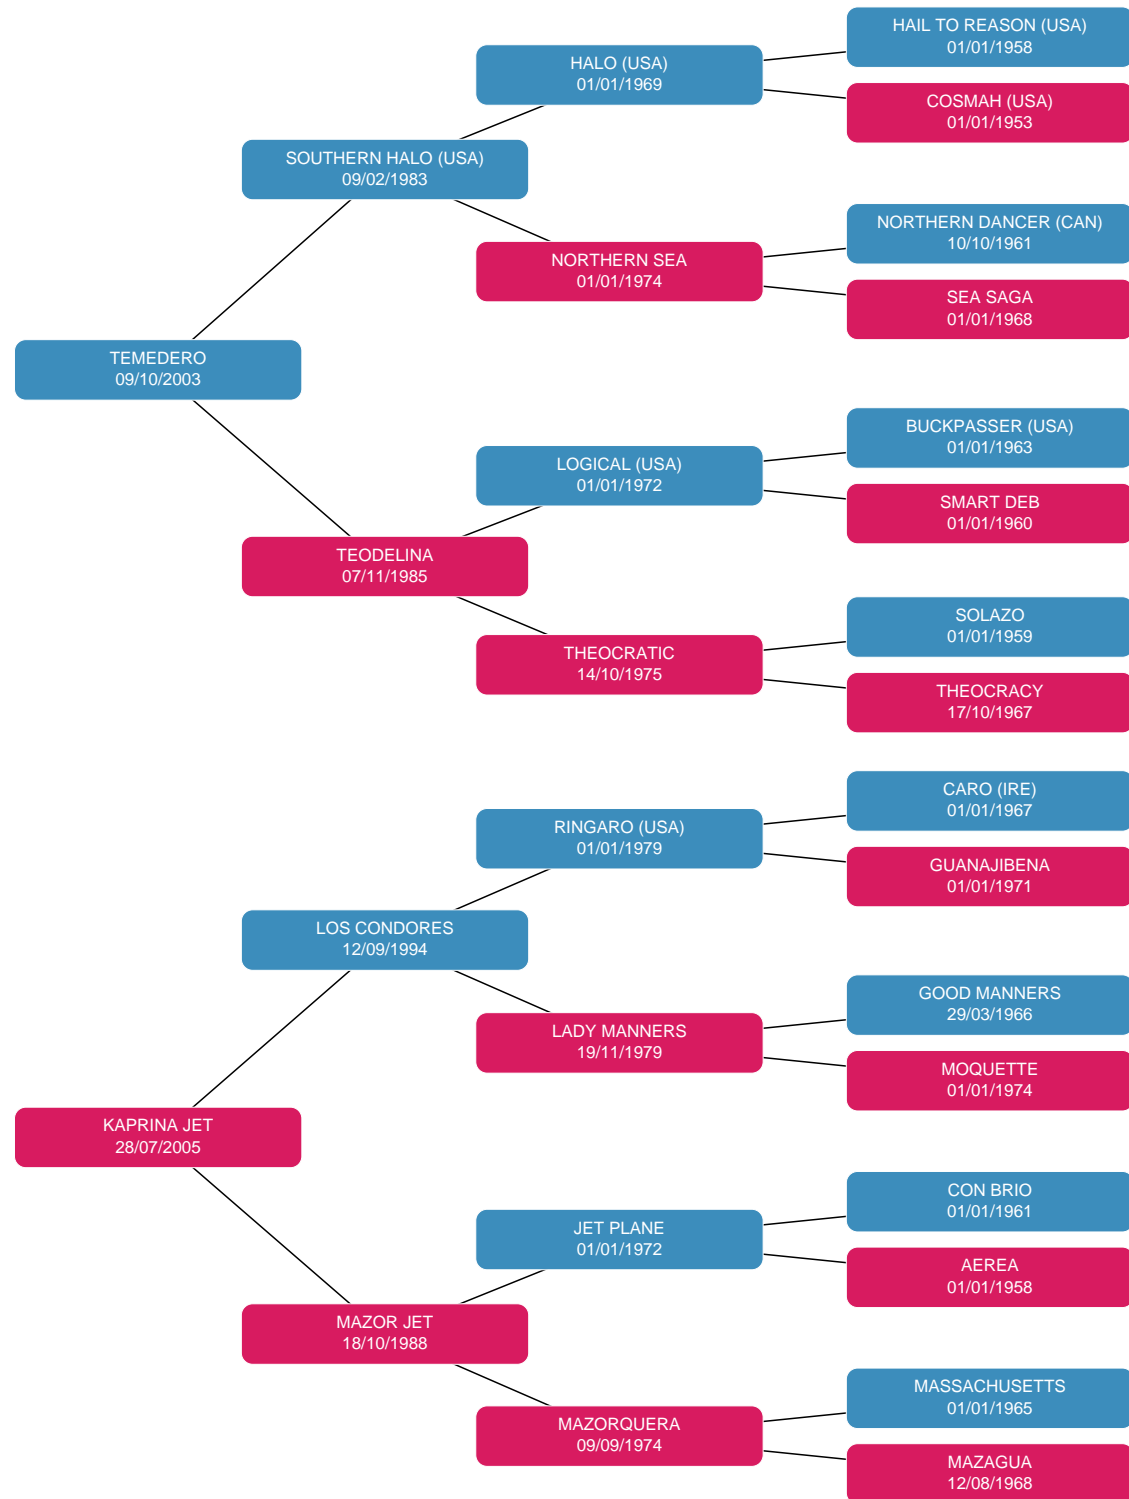 HAIL TO REASON (USA)
01/01/1958
HALO (USA)
01/01/1969
COSMAH (USA)
01/01/1953
SOUTHERN HALO (USA)
09/02/1983
NORTHERN DANCER (CAN)
10/10/1961
NORTHERN SEA
01/01/1974
SEA SAGA
01/01/1968
TEMEDERO
09/10/2003
BUCKPASSER (USA)
01/01/1963
LOGICAL (USA)
01/01/1972
SMART DEB
01/01/1960
TEODELINA
07/11/1985
SOLAZO
01/01/1959
THEOCRATIC
14/10/1975
THEOCRACY
17/10/1967
CARO (IRE)
01/01/1967
RINGARO (USA)
01/01/1979
GUANAJIBENA
01/01/1971
LOS CONDORES
12/09/1994
GOOD MANNERS
29/03/1966
LADY MANNERS
19/11/1979
MOQUETTE
01/01/1974
KAPRINA JET
28/07/2005
CON BRIO
01/01/1961
JET PLANE
01/01/1972
AEREA
01/01/1958
MAZOR JET
18/10/1988
MASSACHUSETTS
01/01/1965
MAZORQUERA
09/09/1974
MAZAGUA
12/08/1968